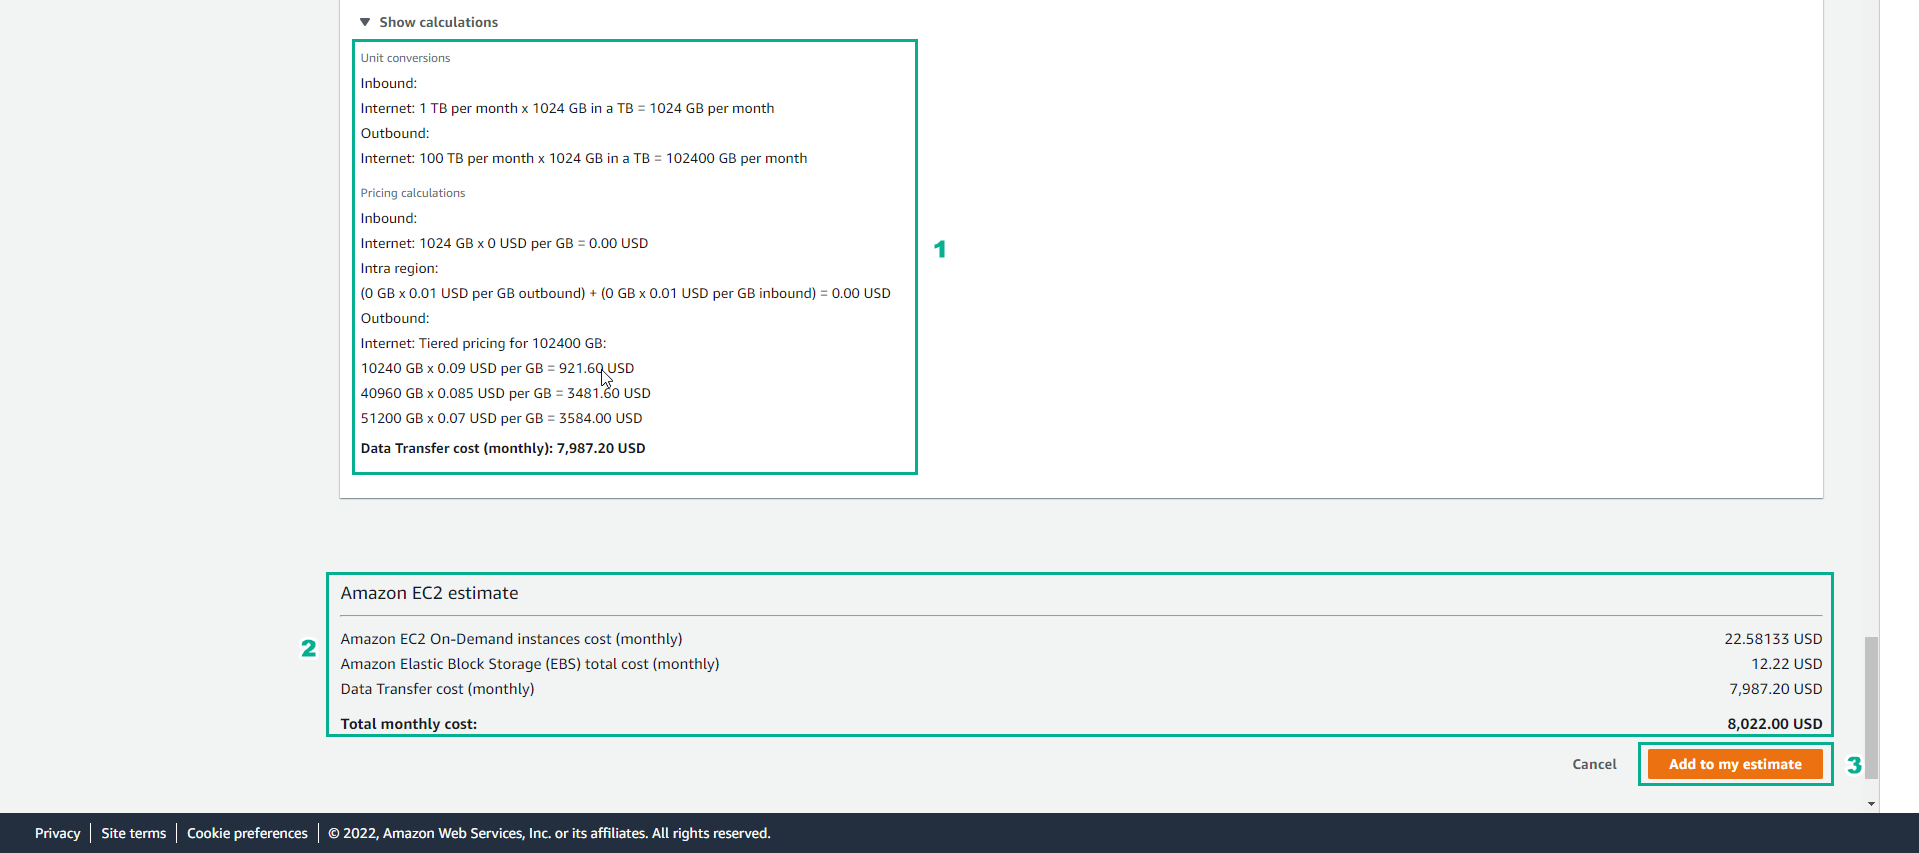 Show calculations
Unit conversions
Inbound:
Internet: 1 TB per month x 1024 GB in a TB = 1024 GB per month
Outbound:
Internet: 100 TB per month x 1024 GB in a TB = 102400 GB per month
Pricing calculations
Inbound:
Internet: 1024 GB x 0 USD per GB = 0.00 USD
1
Intra region:
(0 GB x 0.01 USD per GB outbound) + (0 GB x 0.01 USD per GB inbound) = 0.00 USD
Outbound:
Internet: Tiered pricing for 102400 GB:
10240 GB x 0.09 USD per GB = 921.60 USD
40960 GB x 0.085 USD per GB = 3481.60 USD
51200 GB x 0.07 USD per GB = 3584.00 USD
Data Transfer cost (monthly): 7,987.20 USD
Amazon EC2 estimate
2
Amazon EC2 On-Demand instances cost (monthly) 22.58133 USD
Amazon Elastic Block Storage (EBS) total cost (monthly) 12.22 USD
Data Transfer cost (monthly) 7,987.20 USD
Total monthly cost: 8,022.00 USD
Cancel Add to my estimate 3
Privacy Site terms Cookie preferences © 2022, Amazon Web Services, Inc. or its affiliates. All rights reserved.